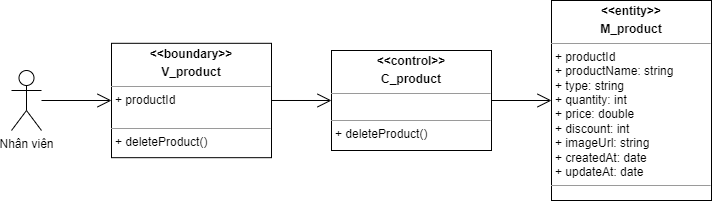 Nhân viên
<<boundary>>
V_product
+ productId
+ deleteProduct()
<<control>>
C_product
+ deleteProduct()
<<entity>>
M_product
+ productId
+ productName: string
+ type: string
+ quantity: int
+ price: double
+ discount: int
+ imageUrl: string
+ createdAt: date
+ updateAt: date